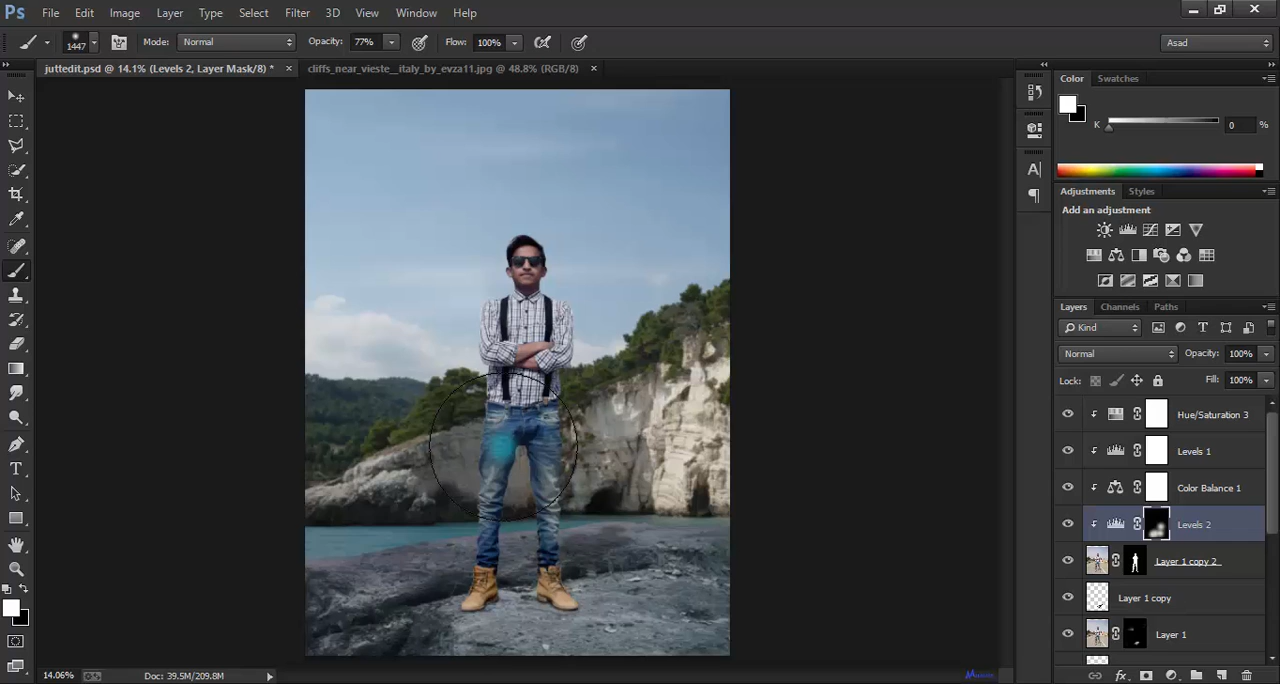 Ps File Edit Image Layer Type Select Filter 3D View Window Help
1447 Mode: Normal Opacity: 77% Flow: 100% Asad
juttedit.psd @ 14.1% (Levels 2, Layer Mask/8) * × cliffs_near_vieste__italy_by_evza11.jpg @ 48.8% (RGB/8) ×
Color Swatches
K 0 %
Adjustments Styles
Add an adjustment
Layers Channels Paths
Kind
Normal Opacity: 100%
Lock: Fill: 100%
Hue/Saturation 3
Levels 1
Color Balance 1
Levels 2
Layer 1 copy 2
Layer 1 copy
Layer 1
14.06% Doc: 39.5M/209.8M